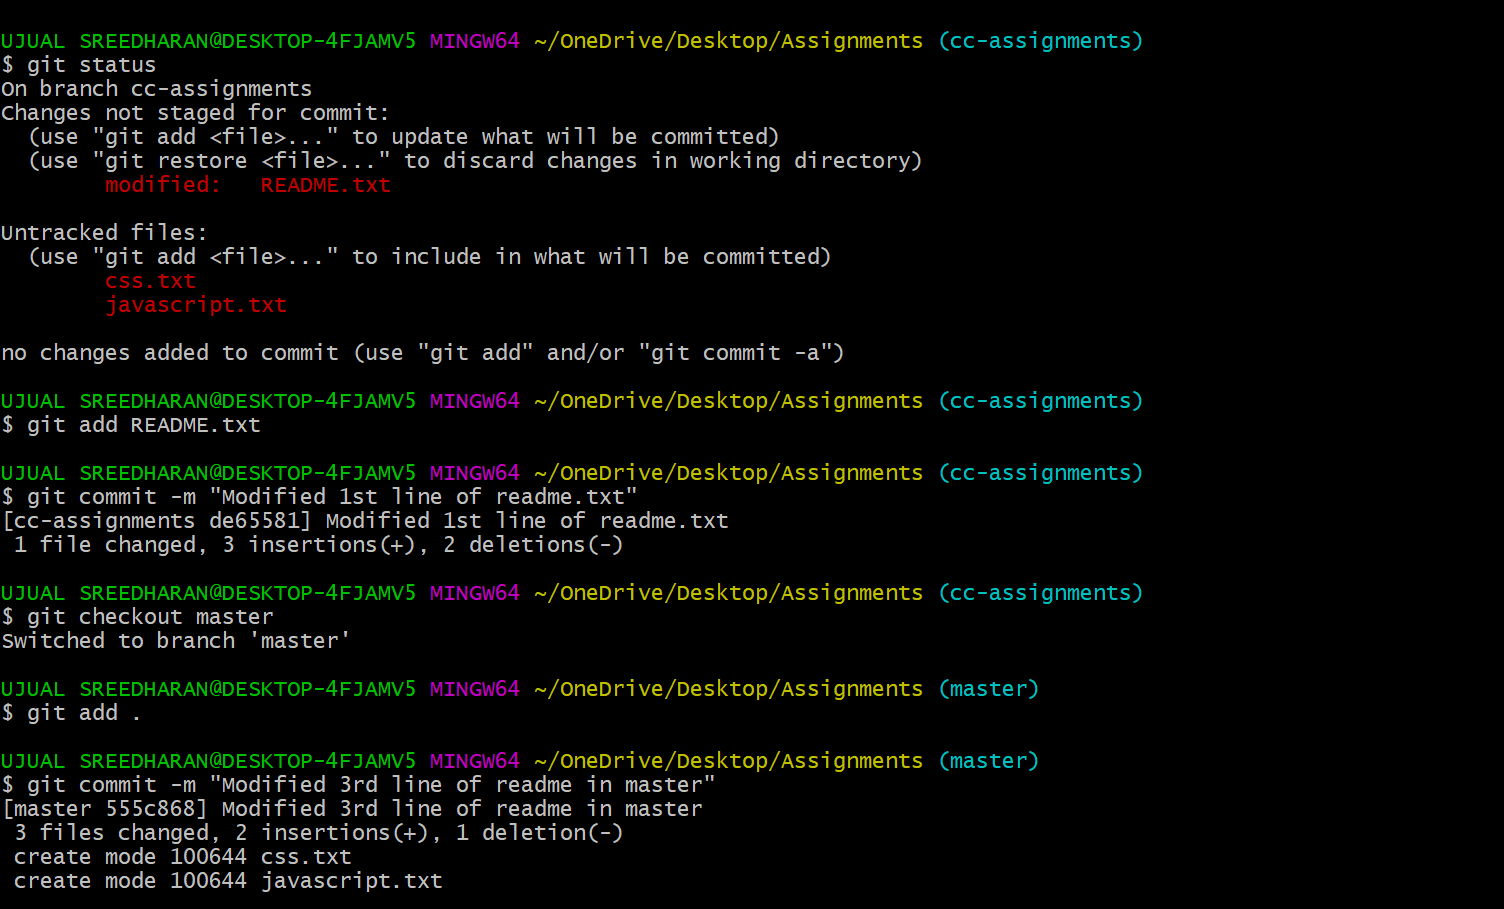 UJUAL SREEDHARAN@DESKTOP-4FJAMV5 MINGW64 ~/OneDrive/Desktop/Assignments (cc-assignments)
$ git status
On branch cc-assignments
Changes not staged for commit:
  (use "git add <file>..." to update what will be committed)
  (use "git restore <file>..." to discard changes in working directory)
        modified:   README.txt

Untracked files:
  (use "git add <file>..." to include in what will be committed)
        css.txt
        javascript.txt

no changes added to commit (use "git add" and/or "git commit -a")

UJUAL SREEDHARAN@DESKTOP-4FJAMV5 MINGW64 ~/OneDrive/Desktop/Assignments (cc-assignments)
$ git add README.txt

UJUAL SREEDHARAN@DESKTOP-4FJAMV5 MINGW64 ~/OneDrive/Desktop/Assignments (cc-assignments)
$ git commit -m "Modified 1st line of readme.txt"
[cc-assignments de65581] Modified 1st line of readme.txt
 1 file changed, 3 insertions(+), 2 deletions(-)

UJUAL SREEDHARAN@DESKTOP-4FJAMV5 MINGW64 ~/OneDrive/Desktop/Assignments (cc-assignments)
$ git checkout master
Switched to branch 'master'

UJUAL SREEDHARAN@DESKTOP-4FJAMV5 MINGW64 ~/OneDrive/Desktop/Assignments (master)
$ git add .

UJUAL SREEDHARAN@DESKTOP-4FJAMV5 MINGW64 ~/OneDrive/Desktop/Assignments (master)
$ git commit -m "Modified 3rd line of readme in master"
[master 555c868] Modified 3rd line of readme in master
 3 files changed, 2 insertions(+), 1 deletion(-)
 create mode 100644 css.txt
 create mode 100644 javascript.txt